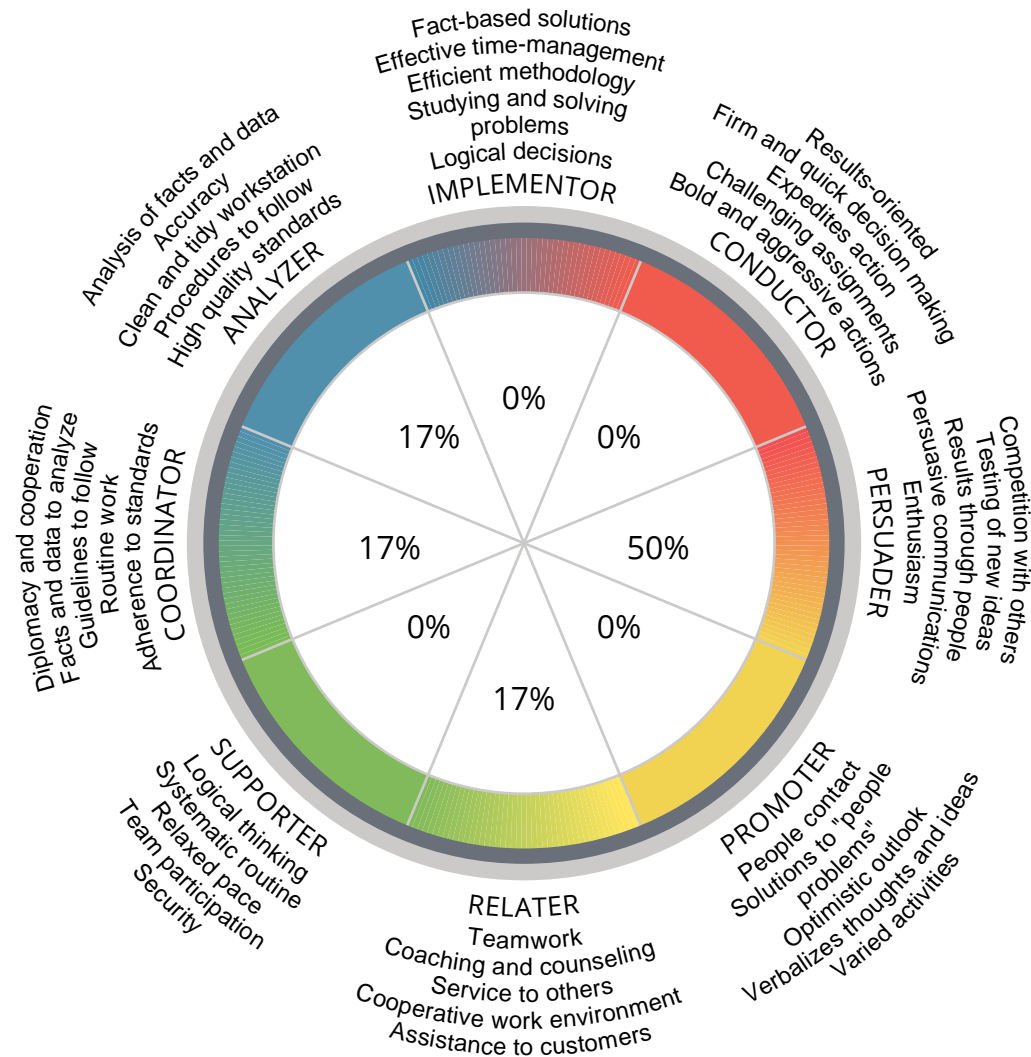 Fact-based solutions
Effective time-management
Efficient methodology
Studying and solving
problems
Logical decisions
IMPLEMENTOR
Results-oriented
Firm and quick decision making
Expedites action
Challenging assignments
Bold and aggressive actions
CONDUCTOR
Competition with others
Testing of new ideas
Results through people
Persuasive communications
Enthusiasm
PERSUADER
PROMOTER
People contact
Solutions to "people
problems"
Optimistic outlook
Verbalizes thoughts and ideas
Varied activities
RELATER
Teamwork
Coaching and counseling
Service to others
Cooperative work environment
Assistance to customers
SUPPORTER
Logical thinking
Systematic routine
Relaxed pace
Team participation
Security
Diplomacy and cooperation
Facts and data to analyze
Guidelines to follow
Routine work
Adherence to standards
COORDINATOR
Analysis of facts and data
Accuracy
Clean and tidy workstation
Procedures to follow
High quality standards
ANALYZER
0%
0%
50%
0%
17%
0%
17%
17%